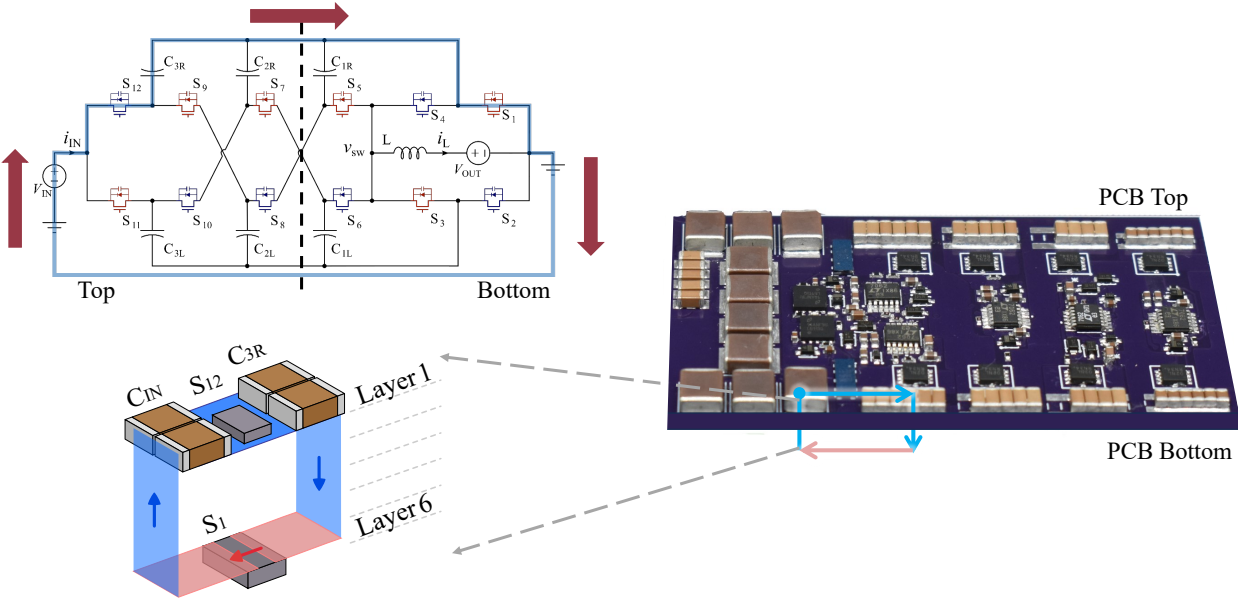 C3R
C2R
C1R
S12
S9
S7
S5
S4
S1
iIN
VIN
vSW
L
iL
VOUT
S11
S10
S8
S6
S3
S2
C3L
C2L
C1L
Top
Bottom
CIN
S12
C3R
Layer 1
S1
Layer 6
PCB Top
PCB Bottom